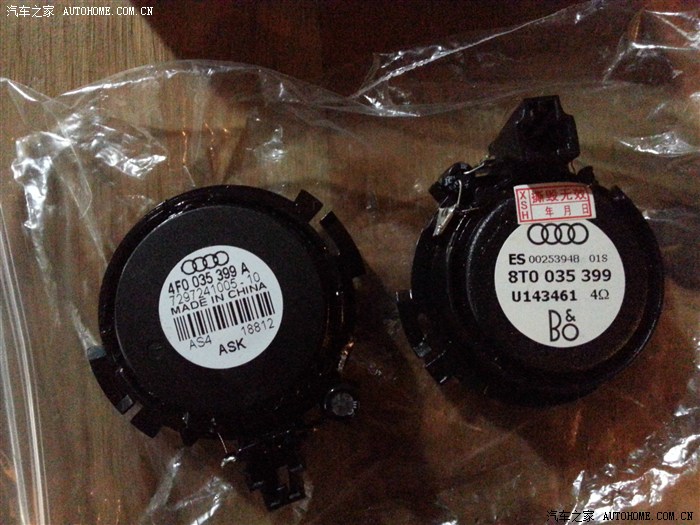 汽车之家 AUTOHOME.COM.CN
4F0 035 399 A
7297241005 - 10
MADE IN CHINA
AS4 18812
ASK
XSH
撕毁无效
年 月 日
ES 0025394B 01S
8T0 035 399
U143461 4Ω
B&O
汽车之家 AUTOHOME.COM.CN